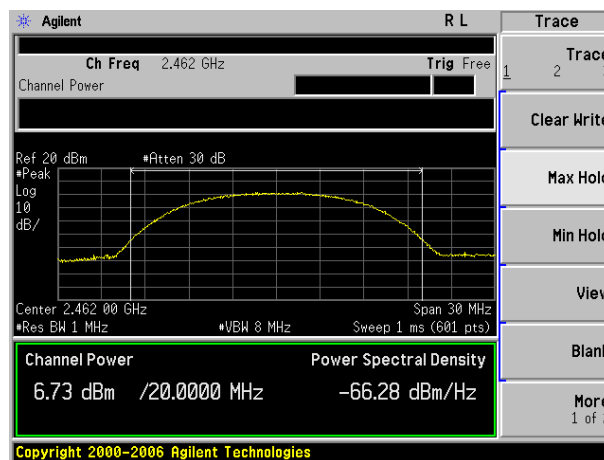 Agilent R L Trace
Ch Freq 2.462 GHz Trig Free
Channel Power
Trace
1 2
Clear Write
Max Hold
Min Hold
View
Blank
More
1 of
Ref 20 dBm #Atten 30 dB
#Peak
Log
10
dB/
Center 2.462 00 GHz Span 30 MHz
#Res BW 1 MHz #VBW 8 MHz Sweep 1 ms (601 pts)
Channel Power Power Spectral Density
6.73 dBm /20.0000 MHz -66.28 dBm/Hz
Copyright 2000-2006 Agilent Technologies